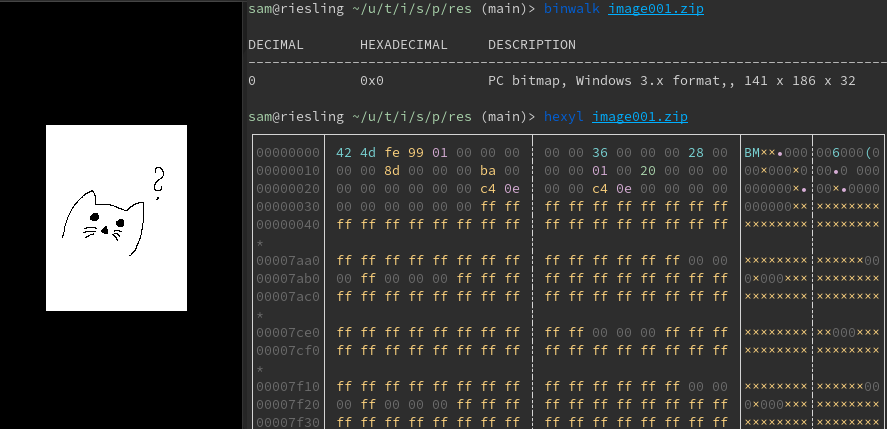 ?
sam@riesling ~/u/t/i/s/p/res (main)> binwalk image001.zip
DECIMAL HEXADECIMAL DESCRIPTION
--------------------------------------------------------------------------------
0 0x0 PC bitmap, Windows 3.x format,, 141 x 186 x 32
sam@riesling ~/u/t/i/s/p/res (main)> hexyl image001.zip
00000000 42 4d fe 99 01 00 00 00 00 00 36 00 00 00 28 00 BM××•000 006000(0
00000010 00 00 8d 00 00 00 ba 00 00 00 01 00 20 00 00 00 00×000×0 00•0 000
00000020 00 00 00 00 00 00 c4 0e 00 00 c4 0e 00 00 00 00 000000×• 00×•0000
00000030 00 00 00 00 00 00 ff ff ff ff ff ff ff ff ff ff 000000×× ××××××××
00000040 ff ff ff ff ff ff ff ff ff ff ff ff ff ff ff ff ×××××××× ××××××××
*
00007aa0 ff ff ff ff ff ff ff ff ff ff ff ff ff ff 00 00 ×××××××× ××××××00
00007ab0 00 ff 00 00 00 ff ff ff ff ff ff ff ff ff ff ff 0×000××× ××××××××
00007ac0 ff ff ff ff ff ff ff ff ff ff ff ff ff ff ff ff ×××××××× ××××××××
*
00007ce0 ff ff ff ff ff ff ff ff ff ff 00 00 00 ff ff ff ×××××××× ××000×××
00007cf0 ff ff ff ff ff ff ff ff ff ff ff ff ff ff ff ff ×××××××× ××××××××
*
00007f10 ff ff ff ff ff ff ff ff ff ff ff ff ff ff 00 00 ×××××××× ××××××00
00007f20 00 ff 00 00 00 ff ff ff ff ff ff ff ff ff ff ff 0×000××× ××××××××
00007f30 ff ff ff ff ff ff ff ff ff ff ff ff ff ff ff ff ×××××××× ××××××××